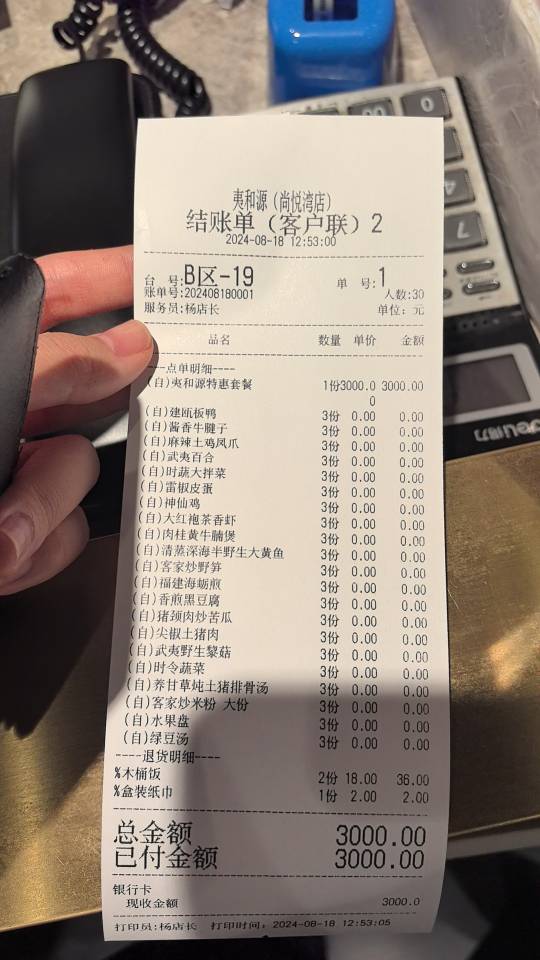 夷和源（尚悦湾店）
结账单（客户联）2
2024-08-18 12:53:00
台 号:B区-19 单 号:1
账单号:202408180001 人数:30
服务员:杨店长 单位: 元
品名 数量 单价 金额
----点单明细----
(自)夷和源特惠套餐 1份3000.0 3000.00
0
(自)建瓯板鸭 3份 0.00 0.00
(自)酱香牛腱子 3份 0.00 0.00
(自)麻辣土鸡凤爪 3份 0.00 0.00
(自)武夷百合 3份 0.00 0.00
(自)时蔬大拌菜 3份 0.00 0.00
(自)雷椒皮蛋 3份 0.00 0.00
(自)神仙鸡 3份 0.00 0.00
(自)大红袍茶香虾 3份 0.00 0.00
(自)肉桂黄牛腩煲 3份 0.00 0.00
(自)清蒸深海半野生大黄鱼 3份 0.00 0.00
(自)客家炒野笋 3份 0.00 0.00
(自)福建海蛎煎 3份 0.00 0.00
(自)香煎黑豆腐 3份 0.00 0.00
(自)猪颈肉炒苦瓜 3份 0.00 0.00
(自)尖椒土猪肉 3份 0.00 0.00
(自)武夷野生藜菇 3份 0.00 0.00
(自)时令蔬菜 3份 0.00 0.00
(自)养甘草炖土猪排骨汤 3份 0.00 0.00
(自)客家炒米粉 大份 3份 0.00 0.00
(自)水果盘 3份 0.00 0.00
(自)绿豆汤 3份 0.00 0.00
----退货明细----
%木桶饭 2份 18.00 36.00
%盒装纸巾 1份 2.00 2.00
总金额 3000.00
已付金额 3000.00
银行卡
现收金额 3000.0
打印员:杨店长 打印时间: 2024-08-18 12:53:05
0
00
4
7
deli得力